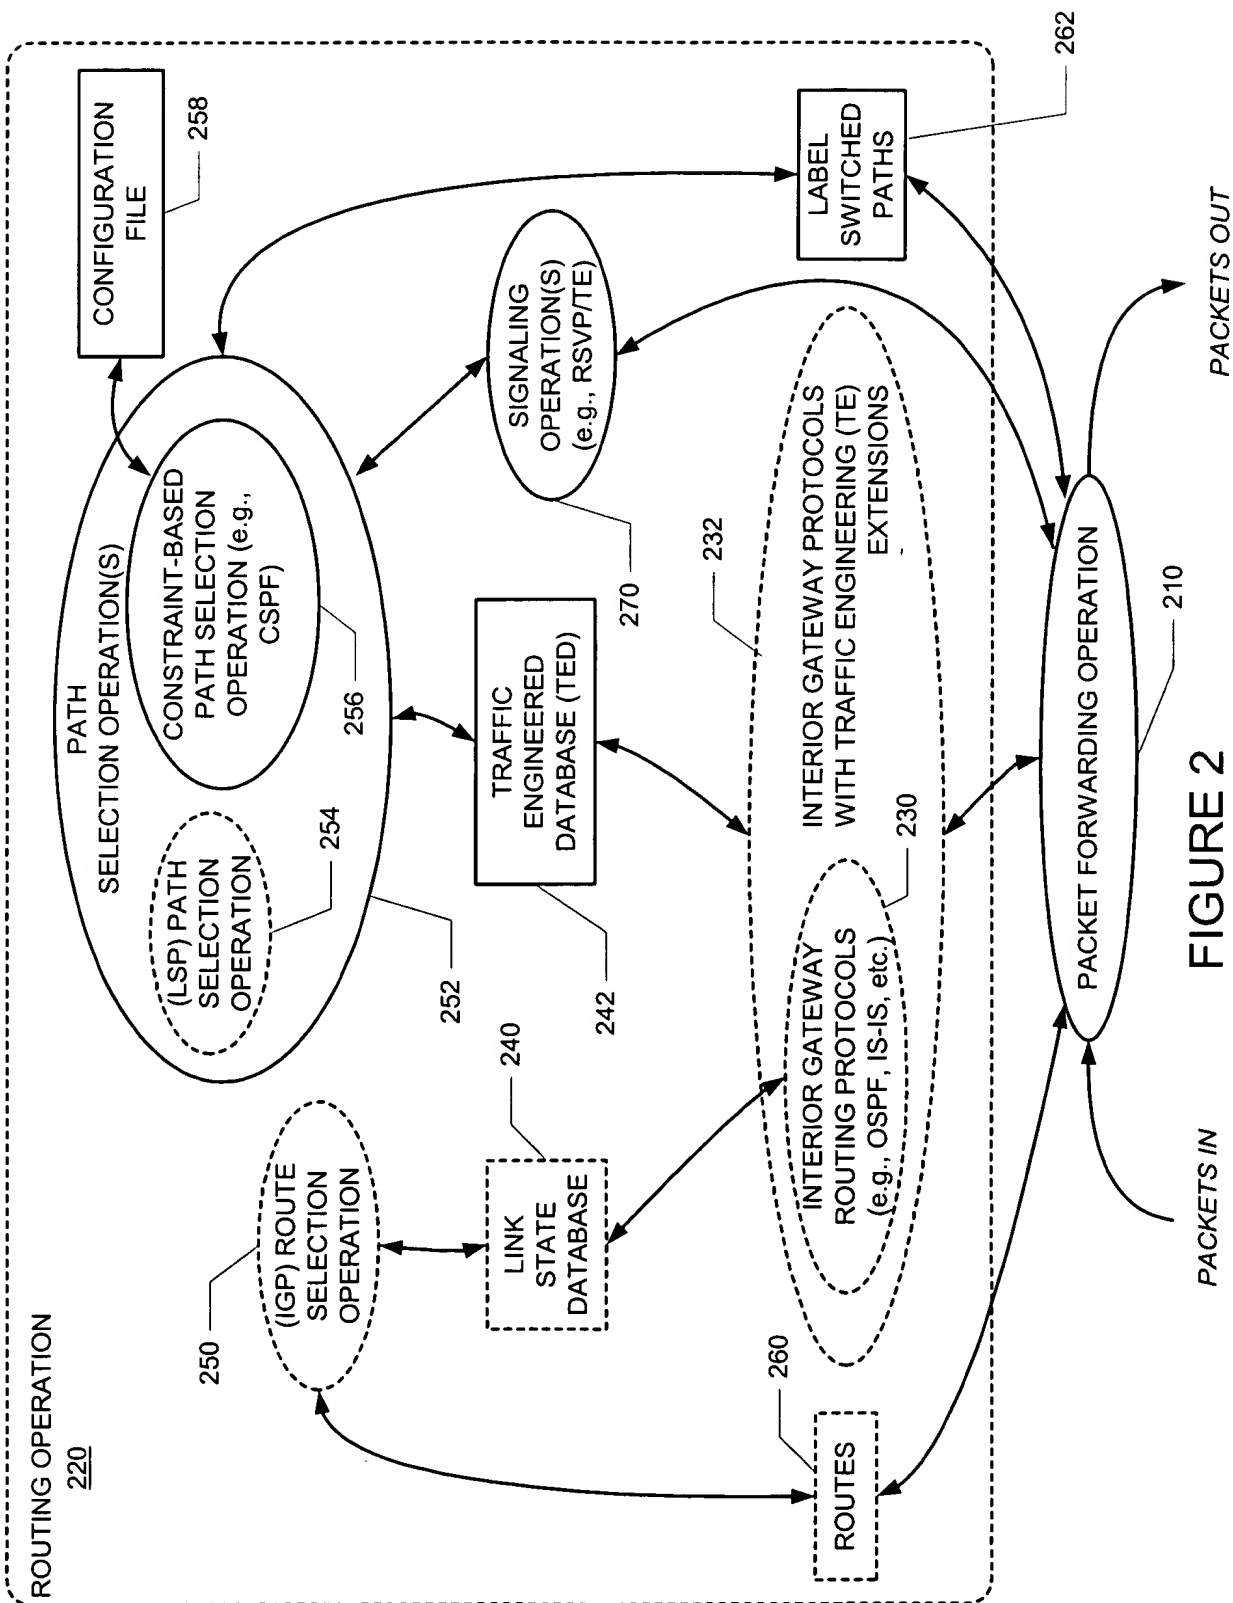 ROUTING OPERATION
220
PATH
SELECTION OPERATION(S)
CONFIGURATION
FILE
258
250
(IGP) ROUTE
SELECTION
OPERATION
(LSP) PATH
SELECTION
OPERATION
254
CONSTRAINT-BASED
PATH SELECTION
OPERATION (e.g.,
CSPF)
256
252
240
LINK
STATE
DATABASE
242
TRAFFIC
ENGINEERED
DATABASE (TED)
SIGNALING
OPERATION(S)
(e.g., RSVP/TE)
270
232
INTERIOR GATEWAY PROTOCOLS
WITH TRAFFIC ENGINEERING (TE)
EXTENSIONS
230
INTERIOR GATEWAY
ROUTING PROTOCOLS
(e.g., OSPF, IS-IS, etc.)
260
ROUTES
LABEL
SWITCHED
PATHS
262
PACKET FORWARDING OPERATION
210
PACKETS IN
PACKETS OUT
FIGURE 2